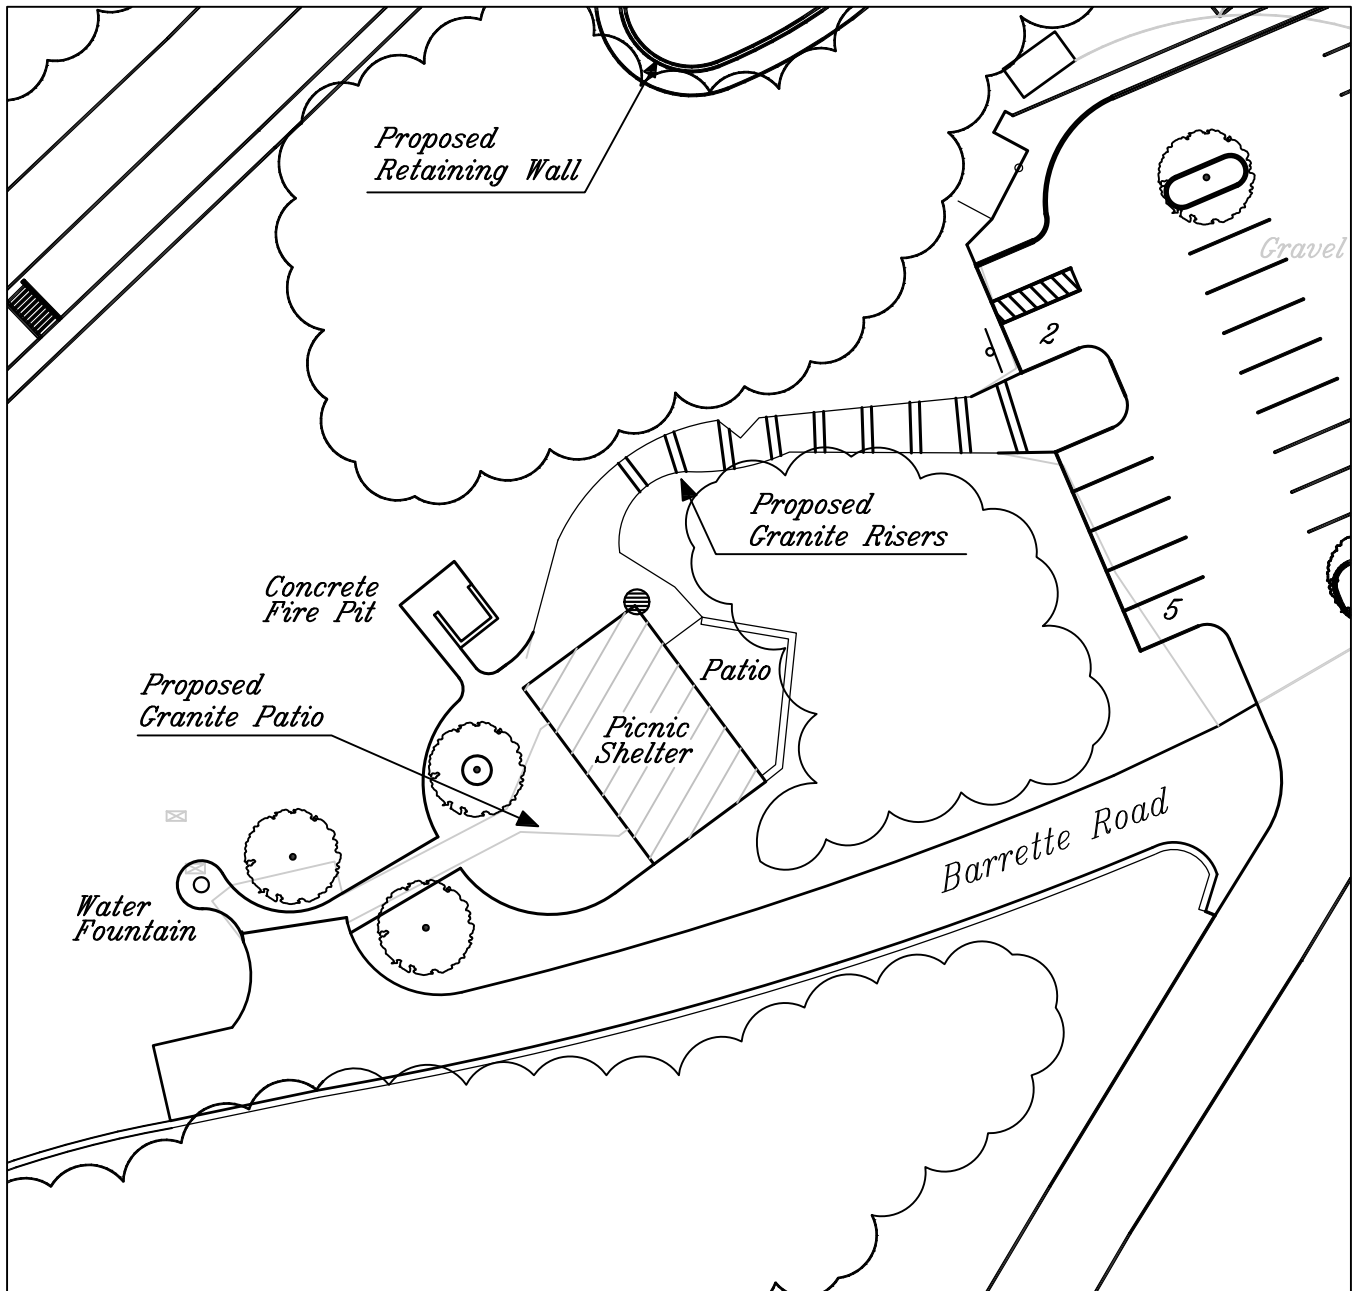 Proposed
Retaining Wall
Gravel
2
Proposed
Granite Risers
Concrete
Fire Pit
5
Patio
Proposed
Granite Patio
Picnic
Shelter
Barrette Road
Water
Fountain